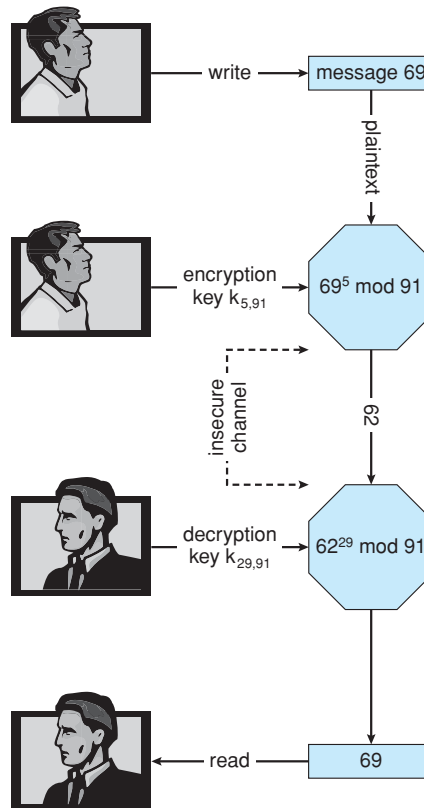 write
message 69
plaintext
encryption
key k₅,₉₁
69⁵ mod 91
insecure
channel
62
decryption
key k₂₉,₉₁
62²⁹ mod 91
read
69